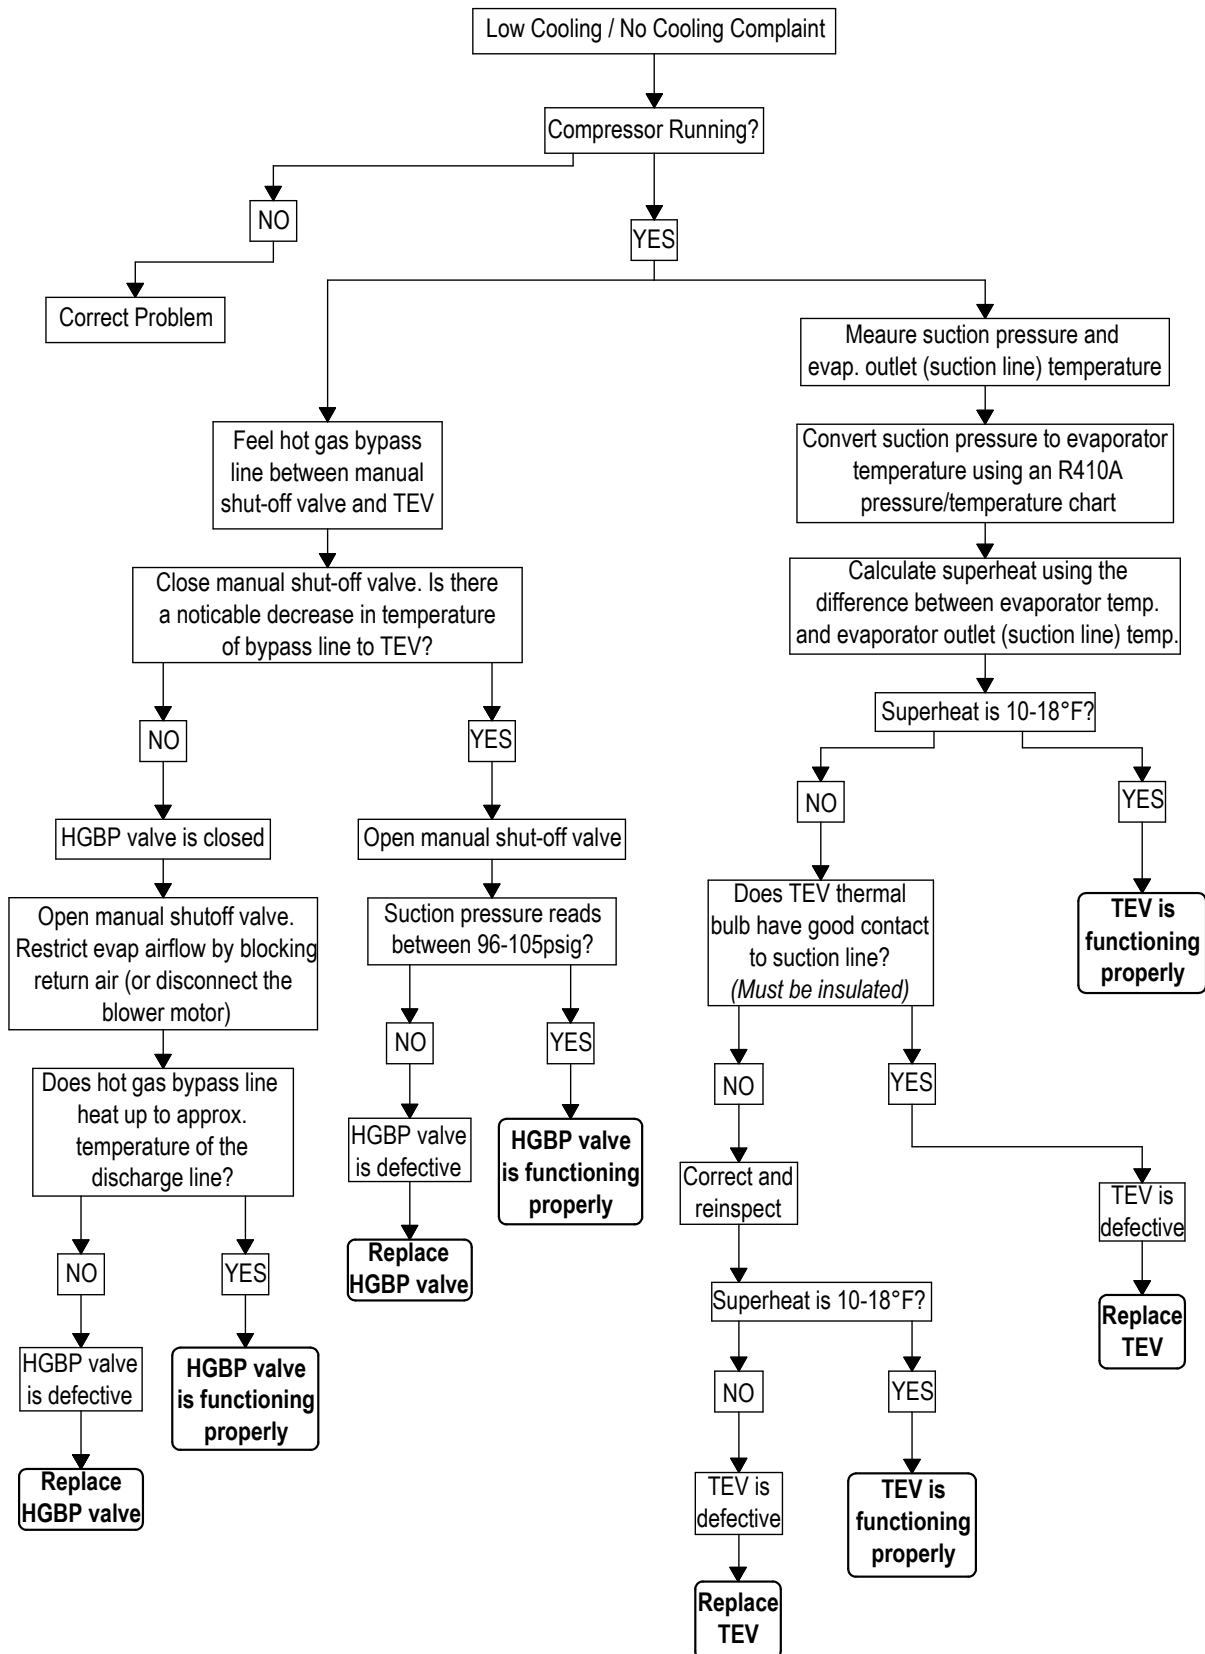 Low Cooling / No Cooling Complaint
Compressor Running?
NO
YES
Correct Problem
Feel hot gas bypass
line between manual
shut-off valve and TEV
Close manual shut-off valve. Is there
a noticable decrease in temperature
of bypass line to TEV?
NO
YES
HGBP valve is closed
Open manual shutoff valve.
Restrict evap airflow by blocking
return air (or disconnect the
blower motor)
Does hot gas bypass line
heat up to approx.
temperature of the
discharge line?
NO
YES
HGBP valve
is defective
Replace
HGBP valve
HGBP valve
is functioning
properly
Open manual shut-off valve
Suction pressure reads
between 96-105psig?
NO
YES
HGBP valve
is defective
Replace
HGBP valve
HGBP valve
is functioning
properly
Meaure suction pressure and
evap. outlet (suction line) temperature
Convert suction pressure to evaporator
temperature using an R410A
pressure/temperature chart
Calculate superheat using the
difference between evaporator temp.
and evaporator outlet (suction line) temp.
Superheat is 10-18°F?
NO
YES
TEV is
functioning
properly
Does TEV thermal
bulb have good contact
to suction line?
(Must be insulated)
NO
YES
Correct and
reinspect
TEV is
defective
Replace
TEV
Superheat is 10-18°F?
NO
YES
TEV is
defective
Replace
TEV
TEV is
functioning
properly